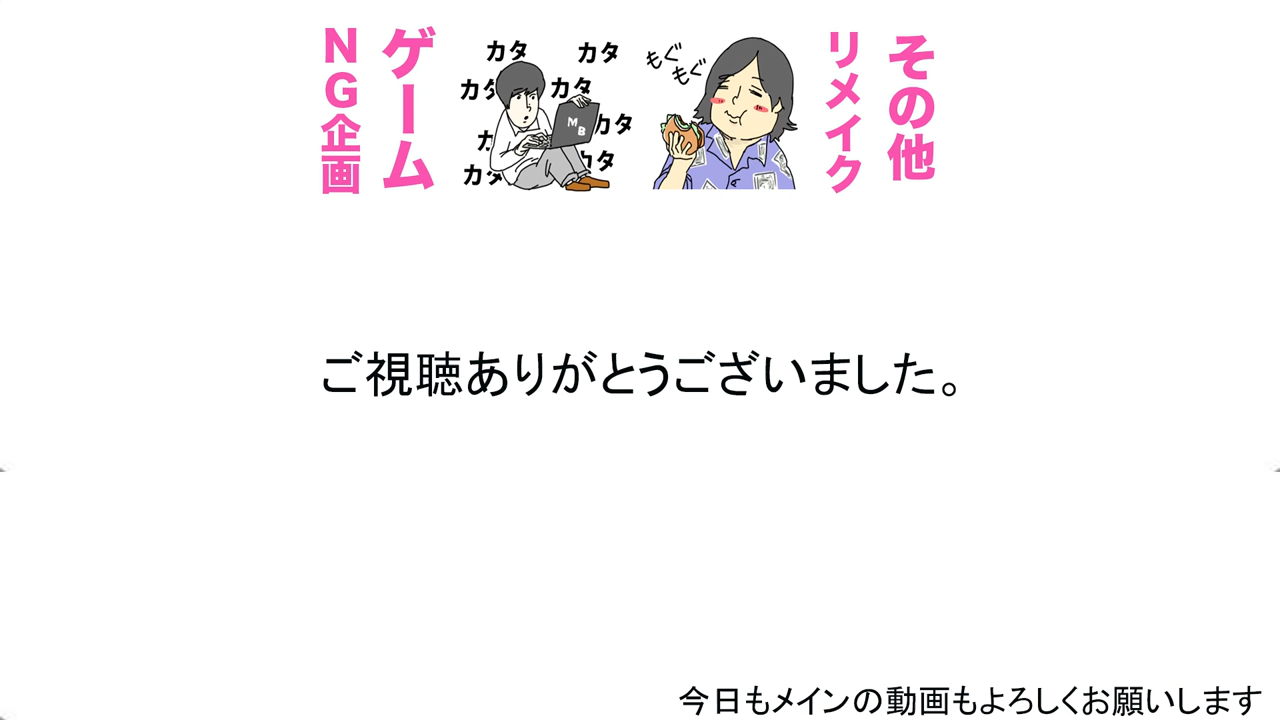 ゲーム
NG企画
カタ
カタ
カタ
カタ
カタ
カタ
MB
もぐ
もぐ
その他
リメイク
ご視聴ありがとうございました。
今日もメインの動画もよろしくお願いします